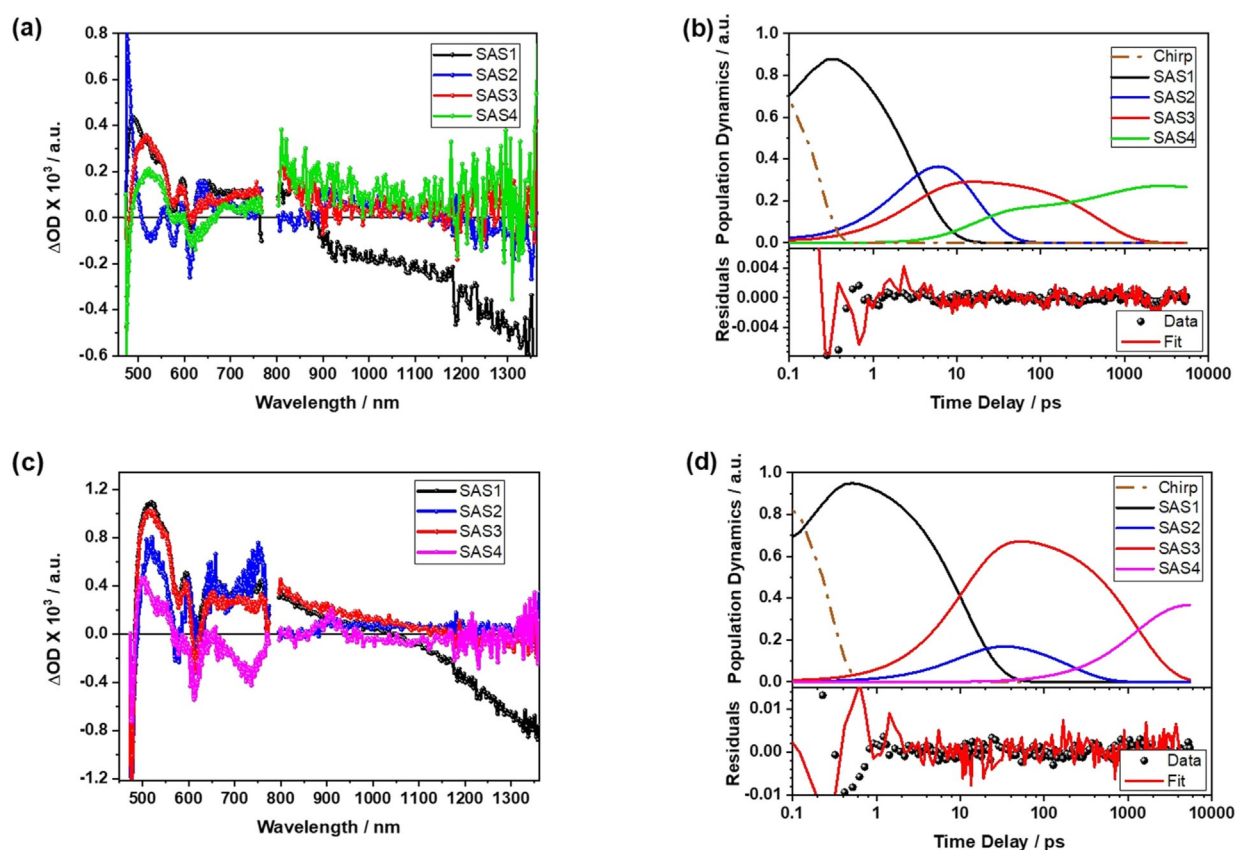 (a)
0.8
0.6
0.4
0.2
0.0
-0.2
-0.4
-0.6
ΔOD X 10³ / a.u.
SAS1
SAS2
SAS3
SAS4
500 600 700 800 900 1000 1100 1200 1300
Wavelength / nm
(b)
1.0
0.8
0.6
0.4
0.2
0.0
Population Dynamics / a.u.
Chirp
SAS1
SAS2
SAS3
SAS4
0.004
0.000
-0.004
Residuals
Data
Fit
0.1 1 10 100 1000 10000
Time Delay / ps
(c)
1.2
0.8
0.4
0.0
-0.4
-0.8
-1.2
ΔOD X 10³ / a.u.
SAS1
SAS2
SAS3
SAS4
500 600 700 800 900 1000 1100 1200 1300
Wavelength / nm
(d)
1.0
0.8
0.6
0.4
0.2
0.0
Population Dynamics / a.u.
Chirp
SAS1
SAS2
SAS3
SAS4
0.01
0.00
-0.01
Residuals
Data
Fit
0.1 1 10 100 1000 10000
Time Delay / ps